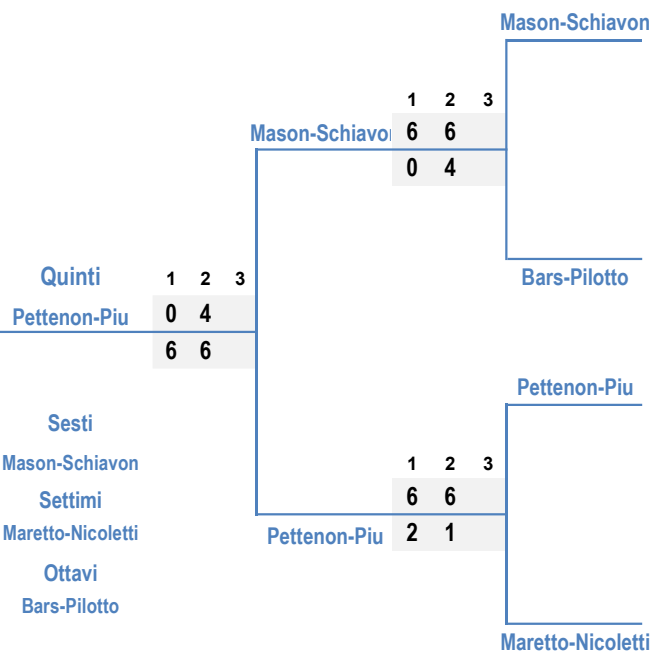 Mason-Schiavon
1 2 3
Mason-Schiavon 6 6
0 4
Quinti 1 2 3
Bars-Pilotto
Pettenon-Piu 0 4
6 6
Pettenon-Piu
Sesti
Mason-Schiavon 1 2 3
Settimi 6 6
Maretto-Nicoletti Pettenon-Piu 2 1
Ottavi
Bars-Pilotto
Maretto-Nicoletti